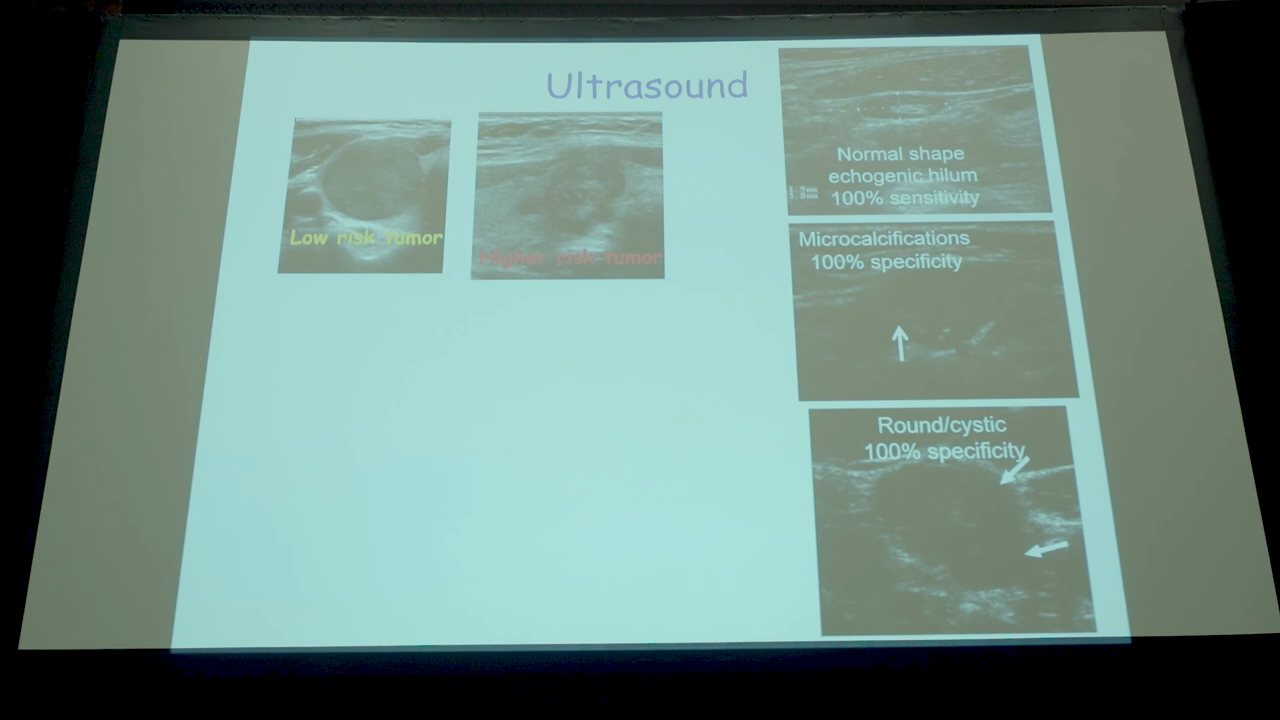 Ultrasound
Low risk tumor
Higher risk tumor
Normal shape
echogenic hilum
100% sensitivity
Microcalcifications
100% specificity
Round/cystic
100% specificity